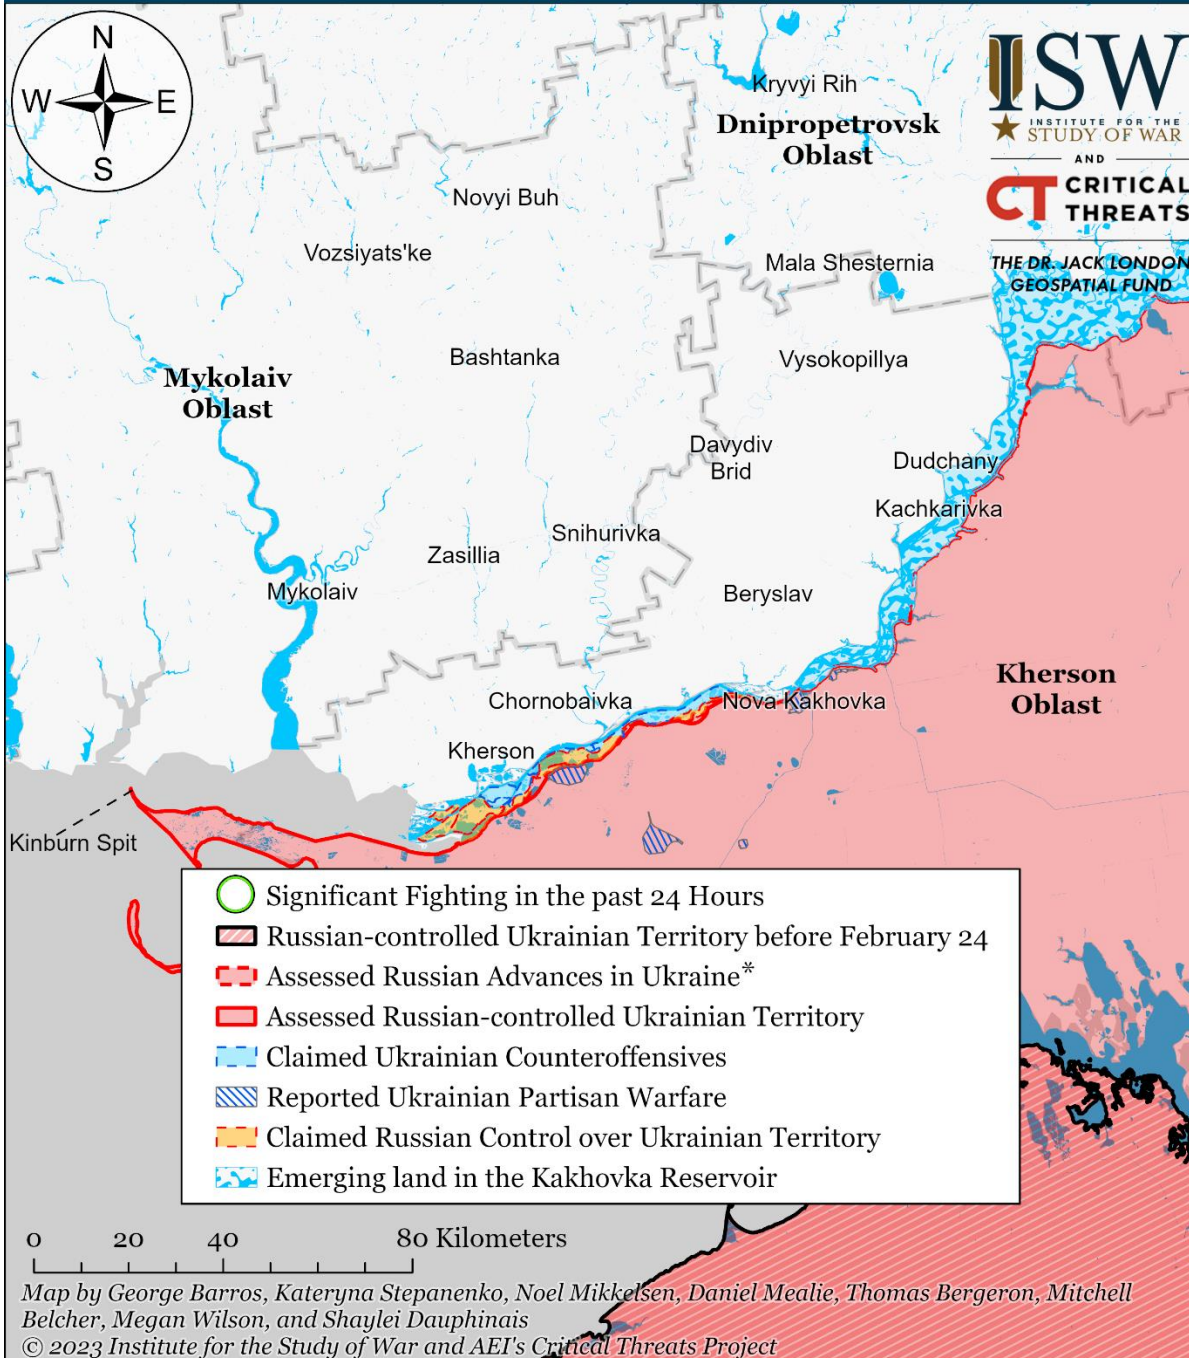 N
W E
S
ISW
INSTITUTE FOR THE
STUDY OF WAR
AND
CT CRITICAL
THREATS
THE DR. JACK LONDON
GEOSPATIAL FUND
Kryvyi Rih
Dnipropetrovsk
Oblast
Novyi Buh
Vozsiyats'ke
Mala Shesternia
Bashtanka
Vysokopillya
Mykolaiv
Oblast
Davydiv
Brid
Dudchany
Kachkarivka
Snihurivka
Zasillia
Mykolaiv
Beryslav
Kherson
Oblast
Chornobaivka
Nova Kakhovka
Kherson
Kinburn Spit
Significant Fighting in the past 24 Hours
Russian-controlled Ukrainian Territory before February 24
Assessed Russian Advances in Ukraine*
Assessed Russian-controlled Ukrainian Territory
Claimed Ukrainian Counteroffensives
Reported Ukrainian Partisan Warfare
Claimed Russian Control over Ukrainian Territory
Emerging land in the Kakhovka Reservoir
0 20 40 80 Kilometers
Map by George Barros, Kateryna Stepanenko, Noel Mikkelsen, Daniel Mealie, Thomas Bergeron, Mitchell
Belcher, Megan Wilson, and Shaylei Dauphinais
© 2023 Institute for the Study of War and AEI's Critical Threats Project